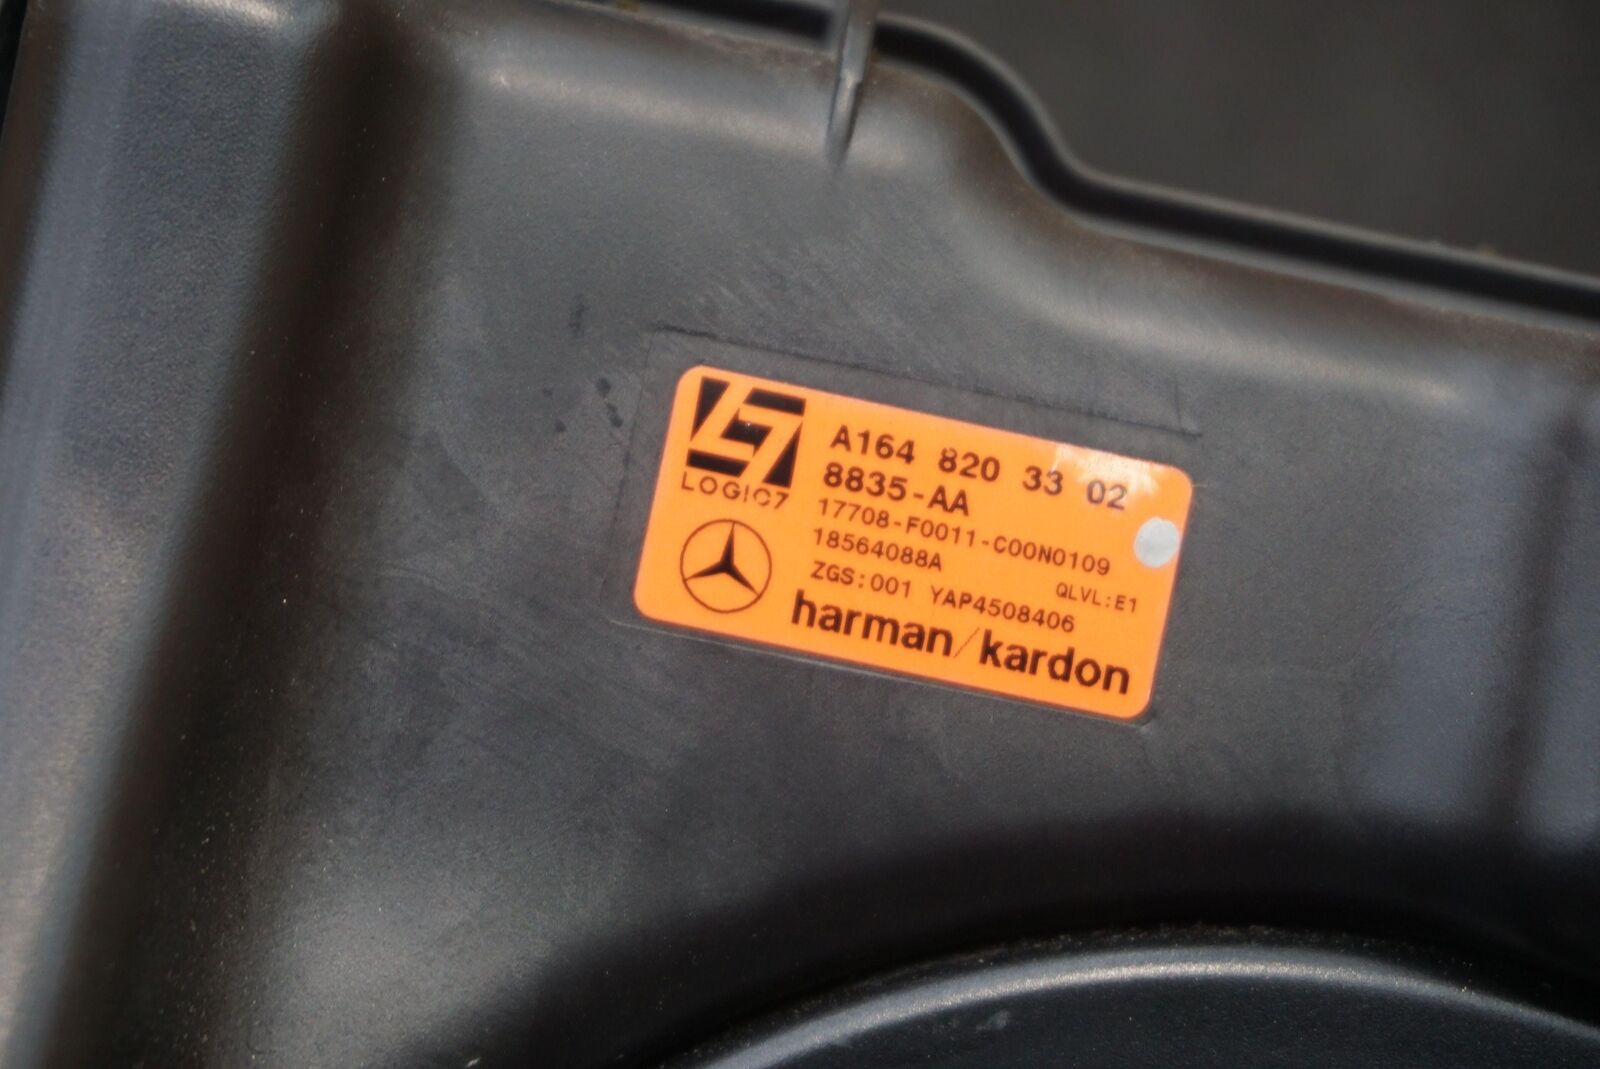 LOGIC7
A164 820 33 02
8835-AA
17708-F0011-C00N0109
18564088A
QLVL:E1
ZGS:001 YAP4508406
harman/kardon